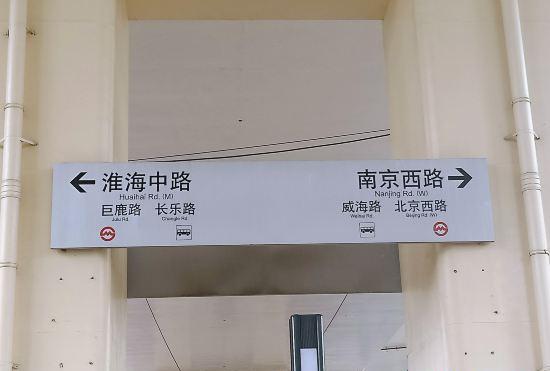 淮海中路
Huaihai Rd. (M)
巨鹿路 长乐路
Julu Rd. Changle Rd.
南京西路
Nanjing Rd. (W)
威海路 北京西路
Weihai Rd. Beijing Rd. (W)